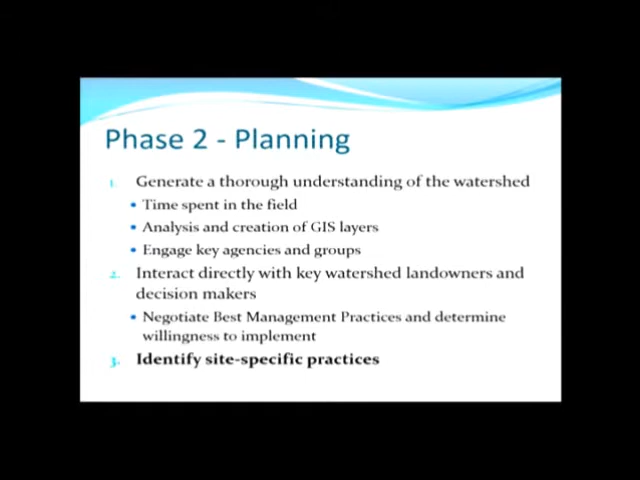 Phase 2 - Planning
1. Generate a thorough understanding of the watershed
• Time spent in the field
• Analysis and creation of GIS layers
• Engage key agencies and groups
2. Interact directly with key watershed landowners and
decision makers
• Negotiate Best Management Practices and determine
willingness to implement
3. Identify site-specific practices